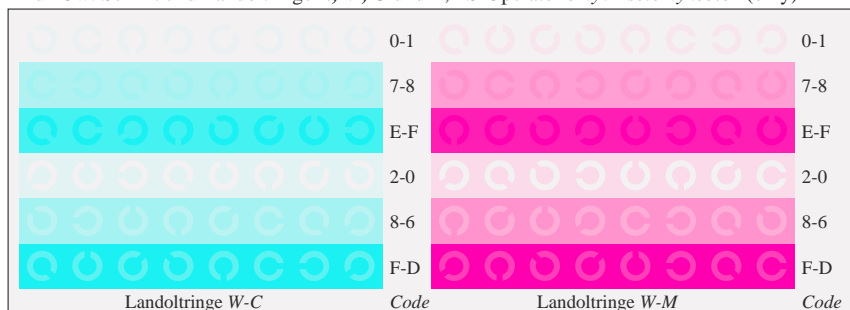 0-1 0-1
7-8 7-8
E-F E-F
2-0 2-0
8-6 8-6
F-D F-D
Landoltringe W-C Code Landoltringe W-M Code